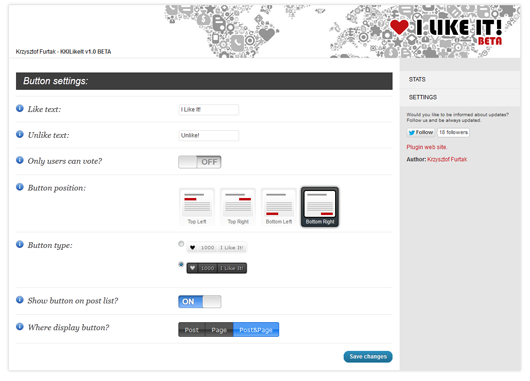 I LIKE IT!
BETA
Krzysztof Furtak - KKILikeIt v1.0 BETA
Button settings:
Like text:
I Like It!
Unlike text:
Unlike!
Only users can vote?
OFF
Button position:
Top Left
Top Right
Bottom Left
Bottom Right
Button type:
1000 I Like It!
1000 I Like It!
Show button on post list?
ON
Where display button?
Post
Page
Post&Page
Save changes
STATS
SETTINGS
Would you like to be informed about updates?
Follow us and be always updated.
Follow
18 followers
Plugin web site.
Author: Krzysztof Furtak